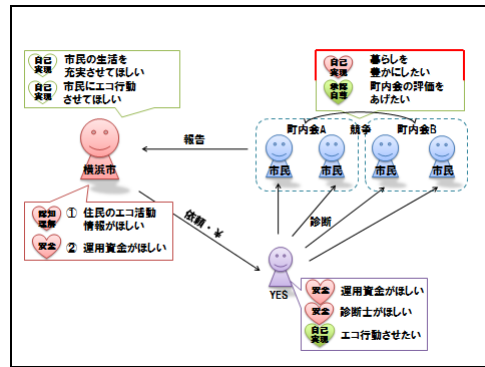 自己
実現
市民の生活を
充実させてほしい
自己
実現
市民にエコ行動
させてほしい
自己
実現
暮らしを
豊かにしたい
承認
自尊
町内会の評価を
あげたい
町内会A 競争 町内会B
報告
市民 市民 市民 市民
横浜市
認知
理解
① 住民のエコ活動
情報がほしい
安全 ② 運用資金がほしい
依頼・¥
診断
YES
安全 運用資金がほしい
安全 診断士がほしい
自己
実現
エコ行動させたい